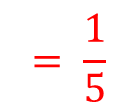 = 1/5